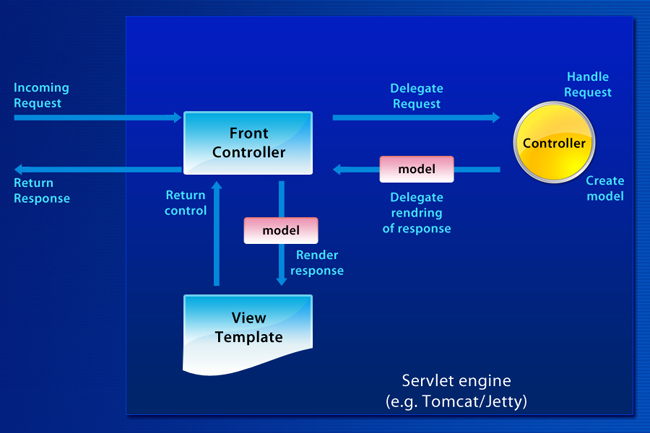 Incoming
Request
Return
Response
Front
Controller
Delegate
Request
Handle
Request
Controller
Create
model
model
Delegate
rendring
of response
Return
control
model
Render
response
View
Template
Servlet engine
(e.g. Tomcat/Jetty)